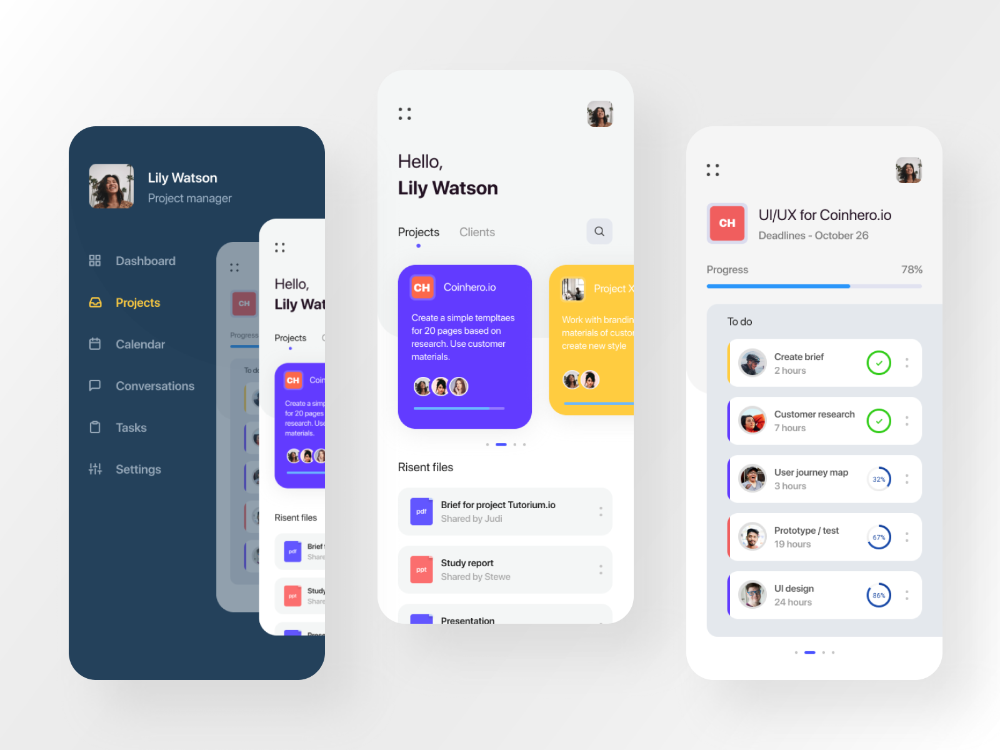 Lily Watson
Project manager
Dashboard
Projects
Calendar
Conversations
Tasks
Settings
CH
Progress
To do
Hello,
Lily Wat
Projects
C
CH
Coin
Create a simp
for 20 pages
research. Use
materials.
Risent files
pdf
Brief
Share
ppt
Study
Share
Prese
Hello,
Lily Watson
Projects
Clients
CH
Coinhero.io
Create a simple templtaes
for 20 pages based on
research. Use customer
materials.
Project X
Work with brandin
materials of custo
create new style
Risent files
pdf
Brief for project Tutorium.io
Shared by Judi
ppt
Study report
Shared by Stewe
Presentation
CH
UI/UX for Coinhero.io
Deadlines - October 26
Progress
78%
To do
Create brief
2 hours
Customer research
7 hours
User journey map
3 hours
32%
Prototype / test
19 hours
67%
UI design
24 hours
86%